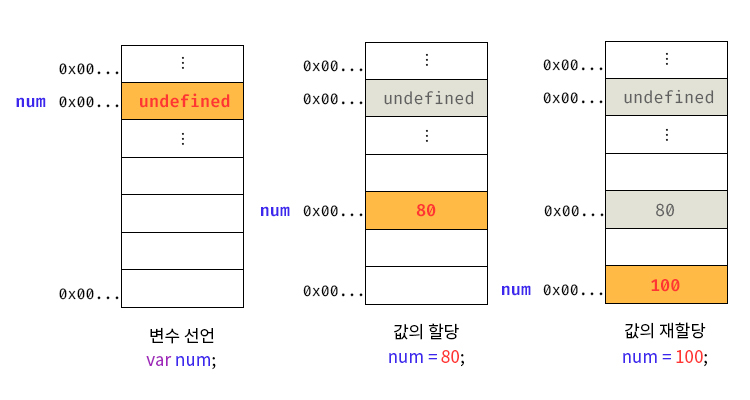 0x00...
num 0x00... undefined
0x00...
변수 선언
var num;
0x00...
0x00... undefined
num 0x00... 80
0x00...
값의 할당
num = 80;
0x00...
0x00... undefined
0x00... 80
num 0x00... 100
값의 재할당
num = 100;